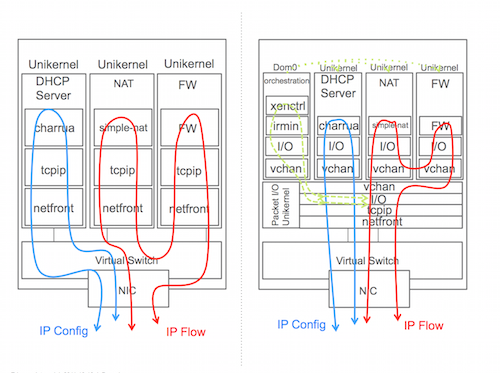 Unikernel
DHCP
Server
charrua
tcpip
netfront
Unikernel
NAT
simple-nat
tcpip
netfront
Unikernel
FW
FW
tcpip
netfront
Virtual Switch
NIC
IP Config
IP Flow
Dom0
orchestration
xenctrl
irmin
I/O
vchan
Unikernel
DHCP
Server
charrua
I/O
vchan
Unikernel
NAT
simple-nat
I/O
vchan
Unikernel
FW
FW
I/O
vchan
Packet I/O
Unikernel
vchan
I/O
tcpip
netfront
Virtual Switch
NIC
IP Config
IP Flow